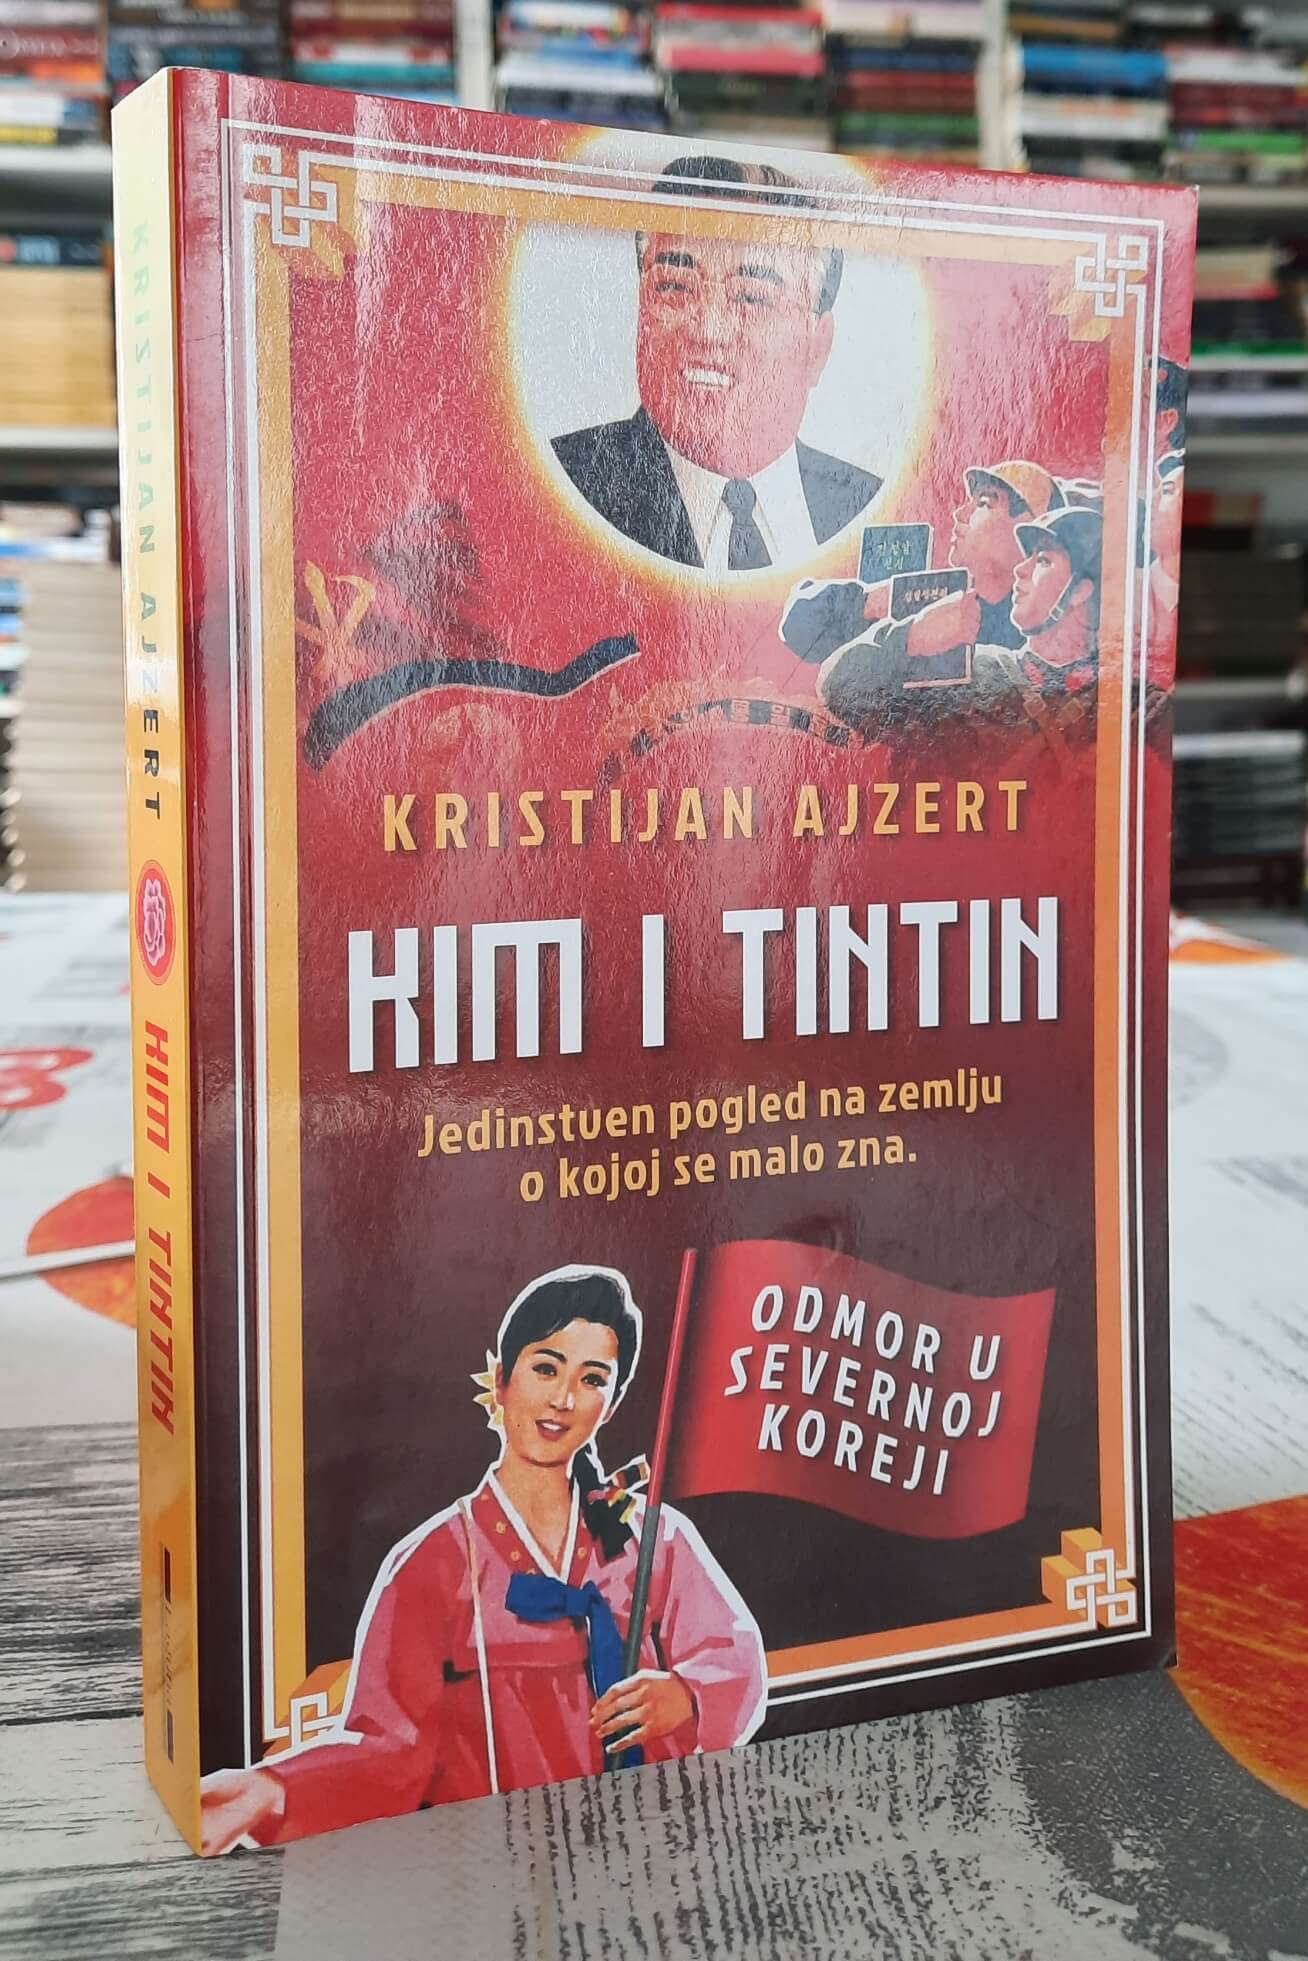 KRISTIJAN AJZERT
KIM I TINTIN
Jedinstven pogled na zemlju
o kojoj se malo zna.
ODMOR U
SEVERNOJ
KOREJI
KRISTIJAN AJZERT
KIM I TINTIN
Laguna